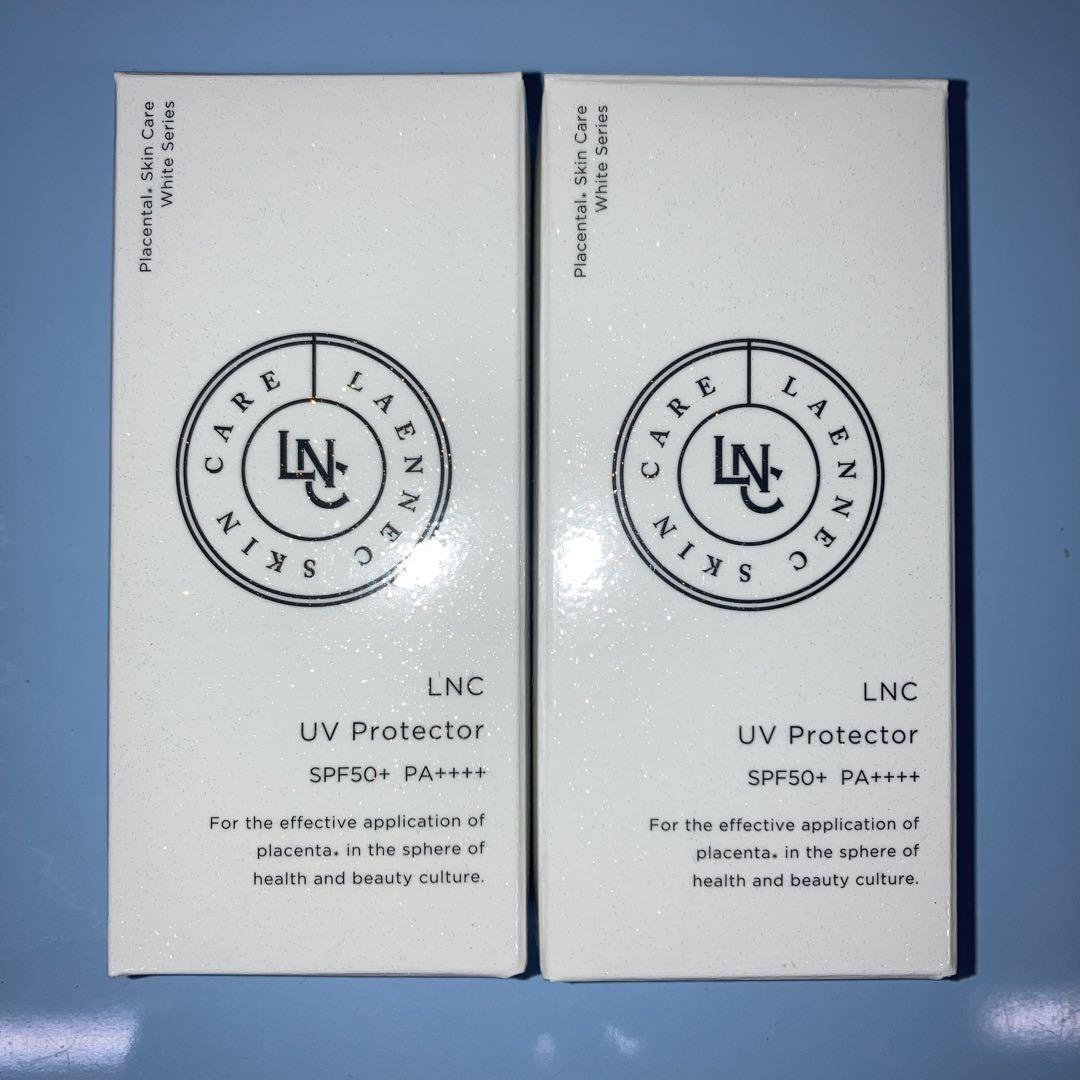 Placental* Skin Care
White Series
LAENNEC SKIN CARE
LNC
LNC
UV Protector
SPF50+ PA++++
For the effective application of
placenta* in the sphere of
health and beauty culture.
Placental* Skin Care
White Series
LAENNEC SKIN CARE
LNC
LNC
UV Protector
SPF50+ PA++++
For the effective application of
placenta* in the sphere of
health and beauty culture.